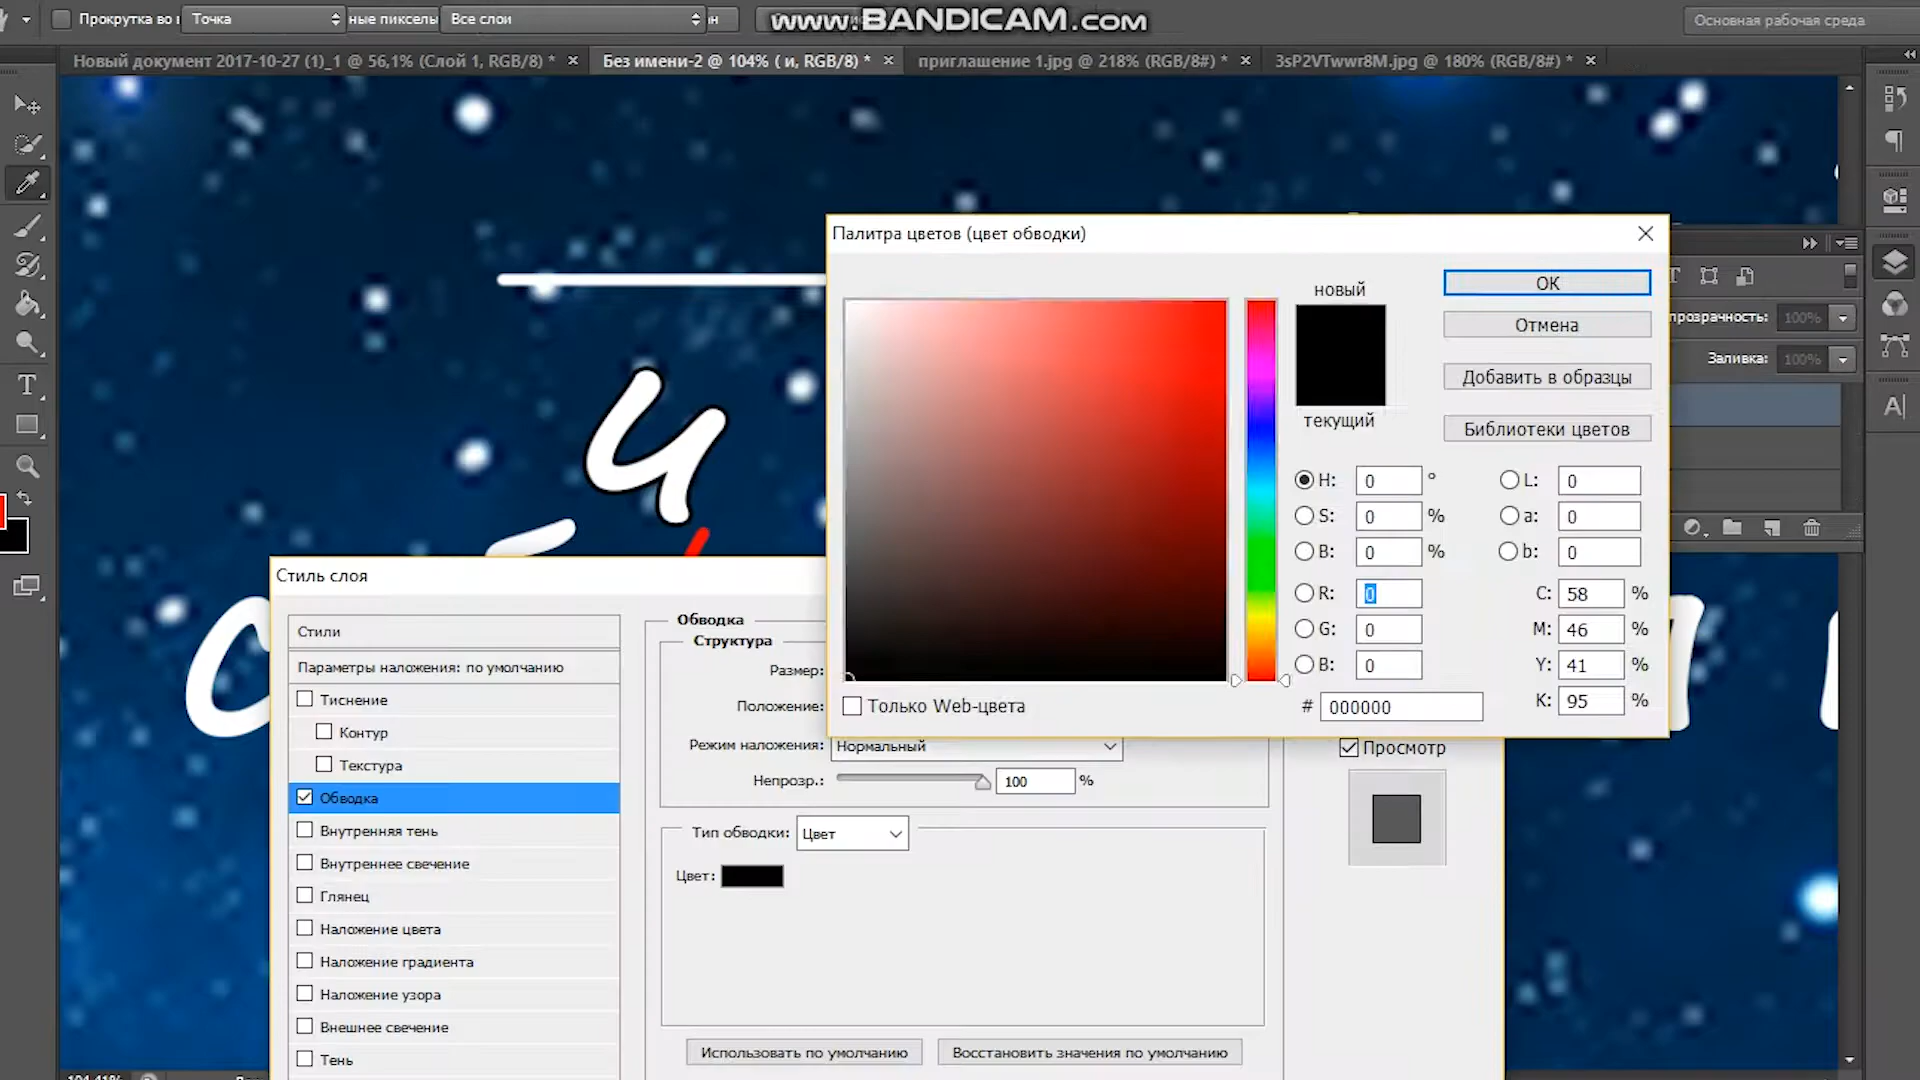 Прокрутка во
Точка
ные пикселы
Все слои
www.BANDICAM.com
Основная рабочая среда
Новый документ 2017-10-27 (1)_1 @ 56,1% (Слой 1, RGB/8) *
Без имени-2 @ 104% ( и, RGB/8) *
приглашение 1.jpg @ 218% (RGB/8#) *
3sP2VTwwr8M.jpg @ 180% (RGB/8#) *
Палитра цветов (цвет обводки)
новый
текущий
ОК
Отмена
Добавить в образцы
Библиотеки цветов
H: 0 °
S: 0 %
B: 0 %
R: 0
G: 0
B: 0
L: 0
a: 0
b: 0
C: 58 %
M: 46 %
Y: 41 %
K: 95 %
# 000000
Только Web-цвета
прозрачность: 100%
Заливка: 100%
и
Стиль слоя
Стили
Параметры наложения: по умолчанию
Тиснение
Контур
Текстура
Обводка
Внутренняя тень
Внутреннее свечение
Глянец
Наложение цвета
Наложение градиента
Наложение узора
Внешнее свечение
Тень
Обводка
Структура
Размер:
Положение:
Режим наложения: Нормальный
Непрозр.: 100 %
Тип обводки: Цвет
Цвет:
Использовать по умолчанию
Восстановить значения по умолчанию
Просмотр